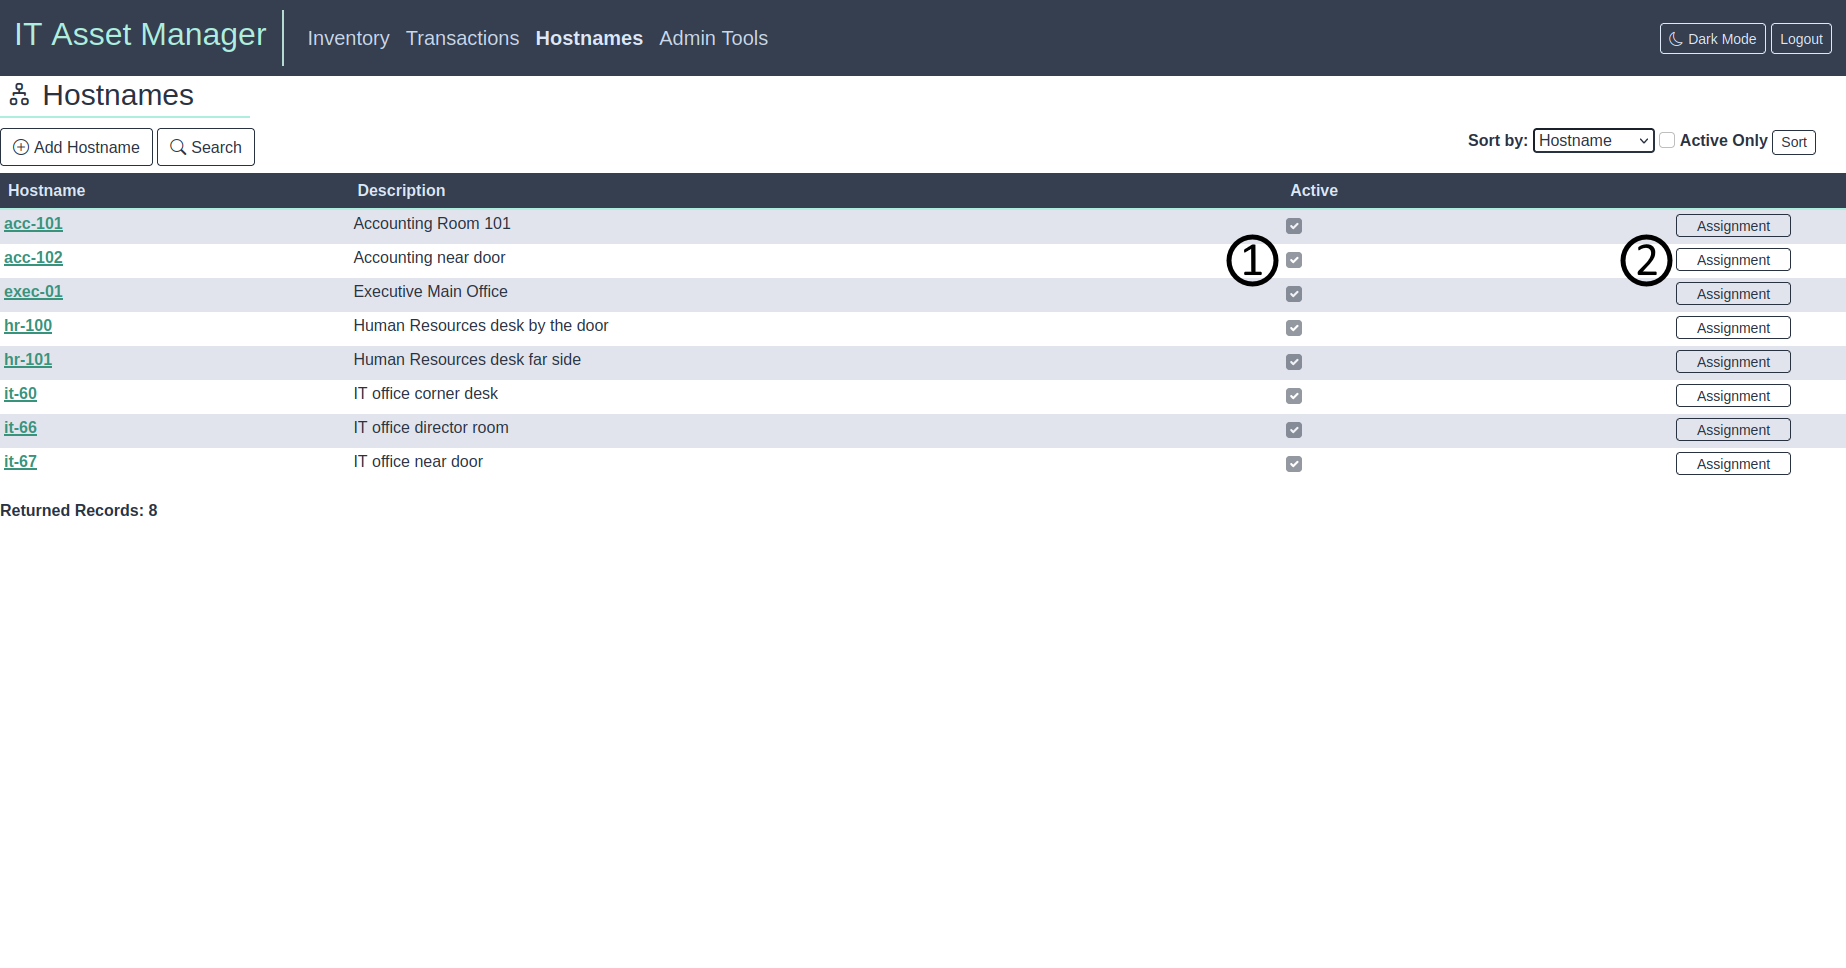 IT Asset Manager Inventory Transactions Hostnames Admin Tools Dark Mode Logout
Hostnames
Add Hostname Search Sort by: Hostname Active Only Sort
Hostname Description Active
acc-101 Accounting Room 101 Assignment
acc-102 Accounting near door 1 2 Assignment
exec-01 Executive Main Office Assignment
hr-100 Human Resources desk by the door Assignment
hr-101 Human Resources desk far side Assignment
it-60 IT office corner desk Assignment
it-66 IT office director room Assignment
it-67 IT office near door Assignment
Returned Records: 8